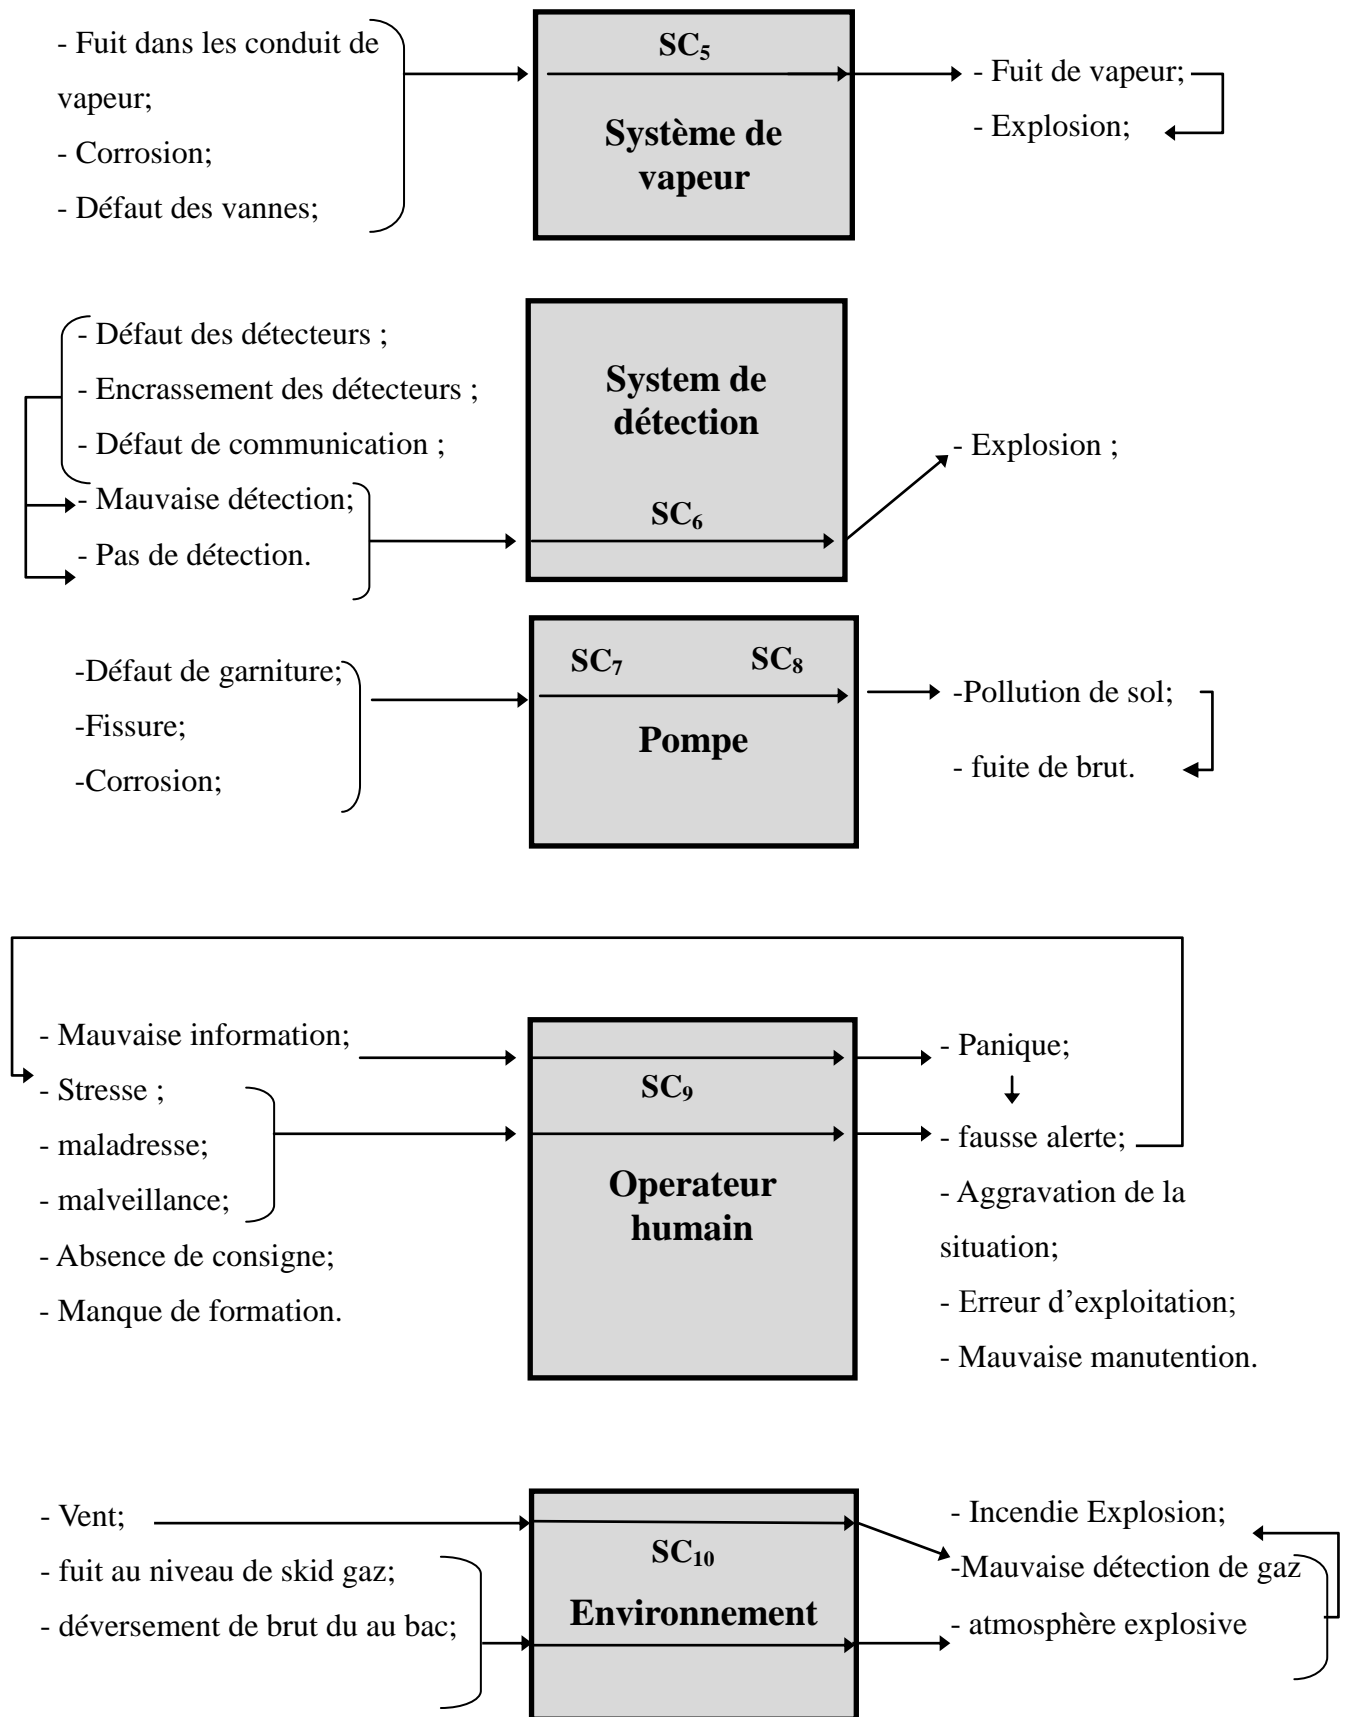 - Fuit dans les conduit de
vapeur;
- Corrosion;
- Défaut des vannes;
SC5
Système de
vapeur
- Fuit de vapeur;
- Explosion;
- Défaut des détecteurs ;
- Encrassement des détecteurs ;
- Défaut de communication ;
- Mauvaise détection;
- Pas de détection.
System de
détection
SC6
- Explosion ;
-Défaut de garniture;
-Fissure;
-Corrosion;
SC7 SC8
Pompe
-Pollution de sol;
- fuite de brut.
- Mauvaise information;
- Stresse ;
- maladresse;
- malveillance;
- Absence de consigne;
- Manque de formation.
SC9
Operateur
humain
- Panique;
- fausse alerte;
- Aggravation de la
situation;
- Erreur d’exploitation;
- Mauvaise manutention.
- Vent;
- fuit au niveau de skid gaz;
- déversement de brut du au bac;
SC10
Environnement
- Incendie Explosion;
-Mauvaise détection de gaz
- atmosphère explosive